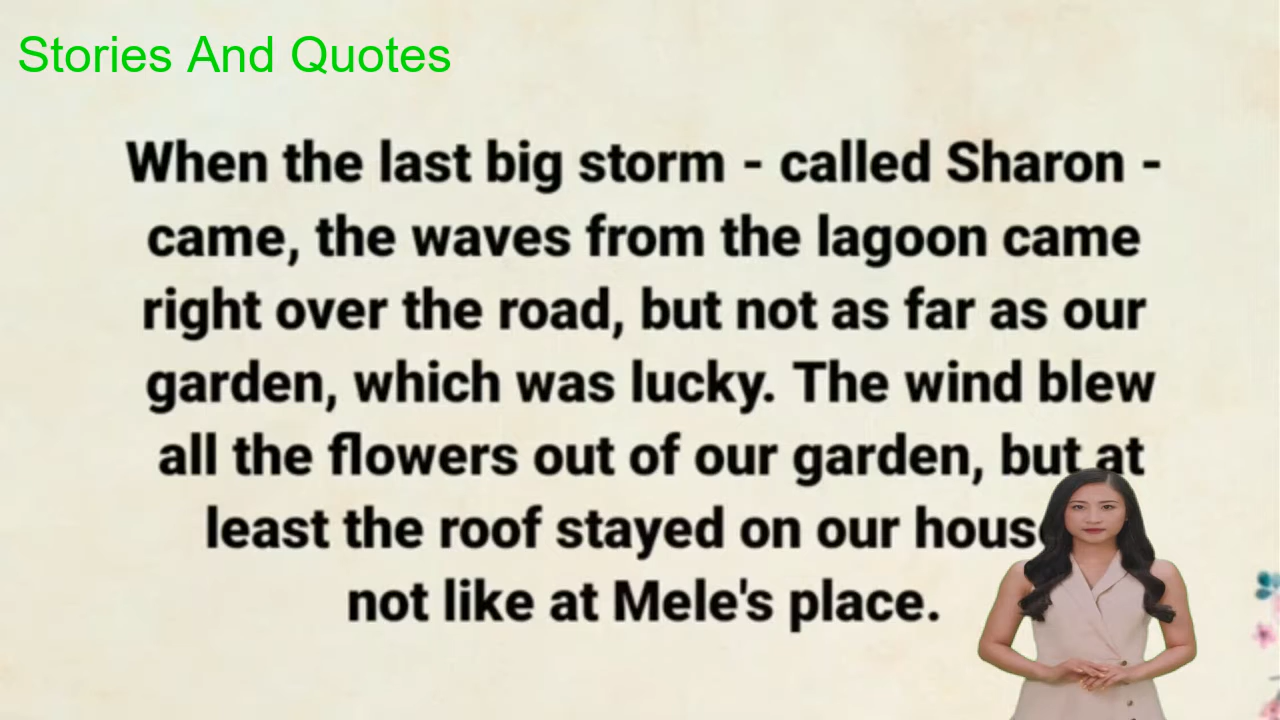 Stories And Quotes
When the last big storm - called Sharon -
came, the waves from the lagoon came
right over the road, but not as far as our
garden, which was lucky. The wind blew
all the flowers out of our garden, but at
least the roof stayed on our hous
not like at Mele's place.